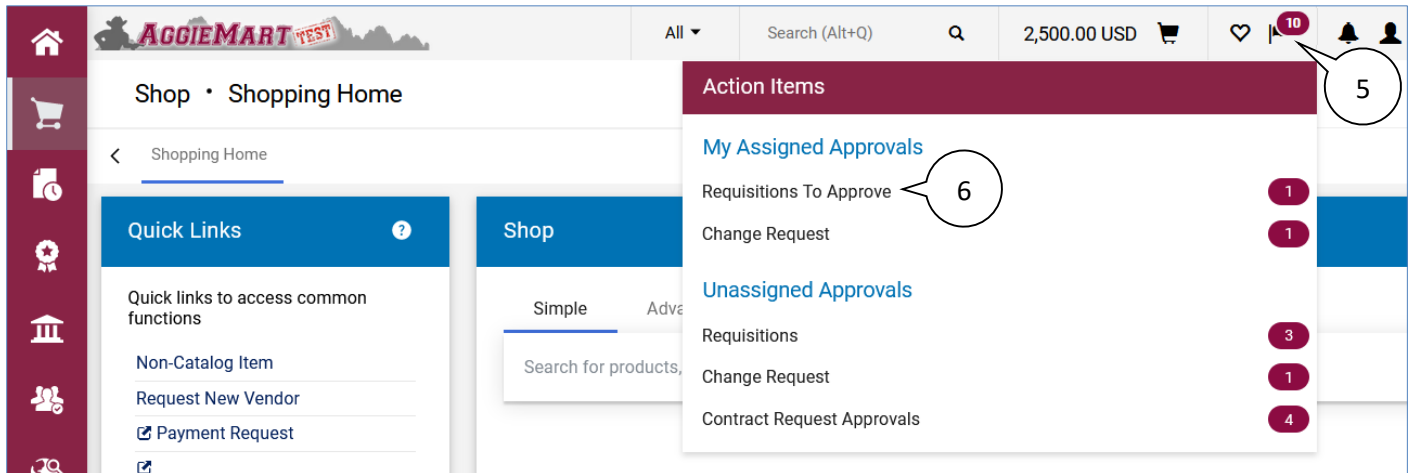 AGGIEMART TEST
All
Search (Alt+Q)
2,500.00 USD
10
5
Shop • Shopping Home
Shopping Home
Action Items
My Assigned Approvals
Requisitions To Approve
6
1
Change Request
1
Unassigned Approvals
Requisitions
3
Change Request
1
Contract Request Approvals
4
Quick Links
?
Quick links to access common
functions
Non-Catalog Item
Request New Vendor
Payment Request
Shop
Simple
Adva
Search for products,